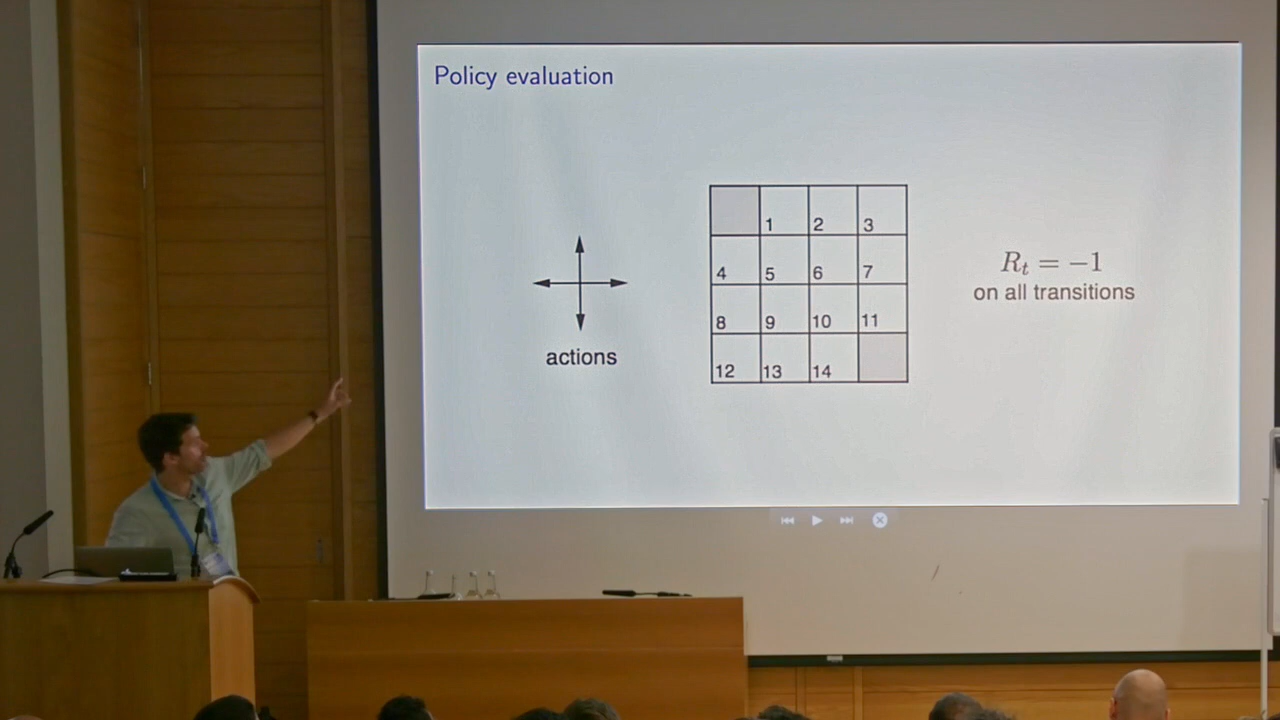 Policy evaluation
actions
1 2 3
4 5 6 7
8 9 10 11
12 13 14
R_t = −1
on all transitions